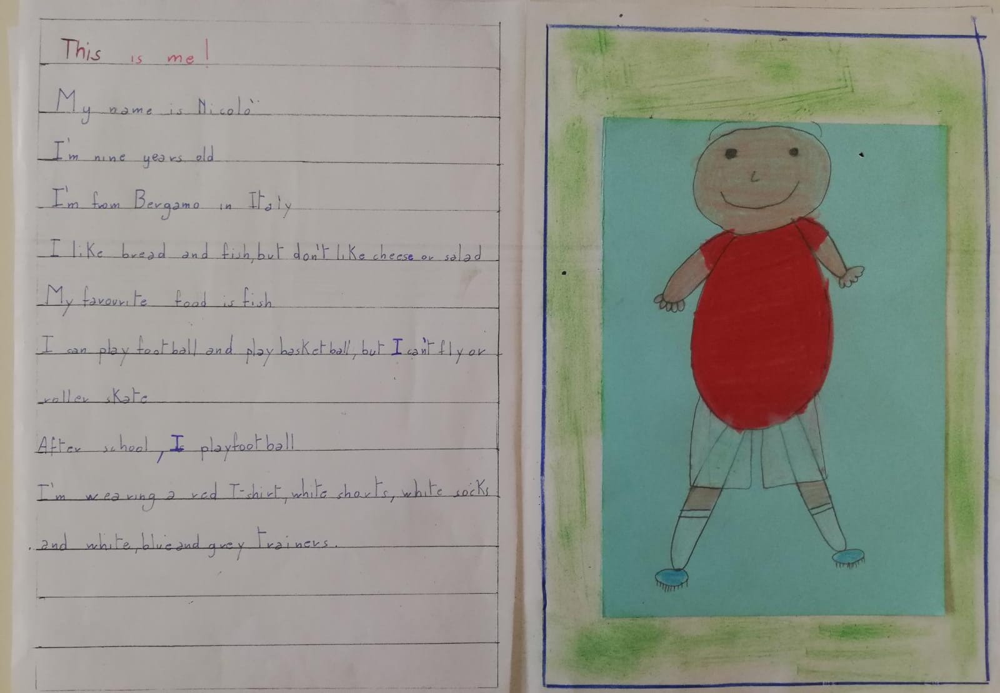 This is me!
My name is Nicolò
I'm nine years old
I'm from Bergamo in Italy
I like bread and fish, but don't like cheese or salad
My favourite food is fish
I can play football and play basketball, but I can't fly or
roller skate
After school, I play football
I'm wearing a red T-shirt, white shorts, white socks
and white, blue and grey trainers.